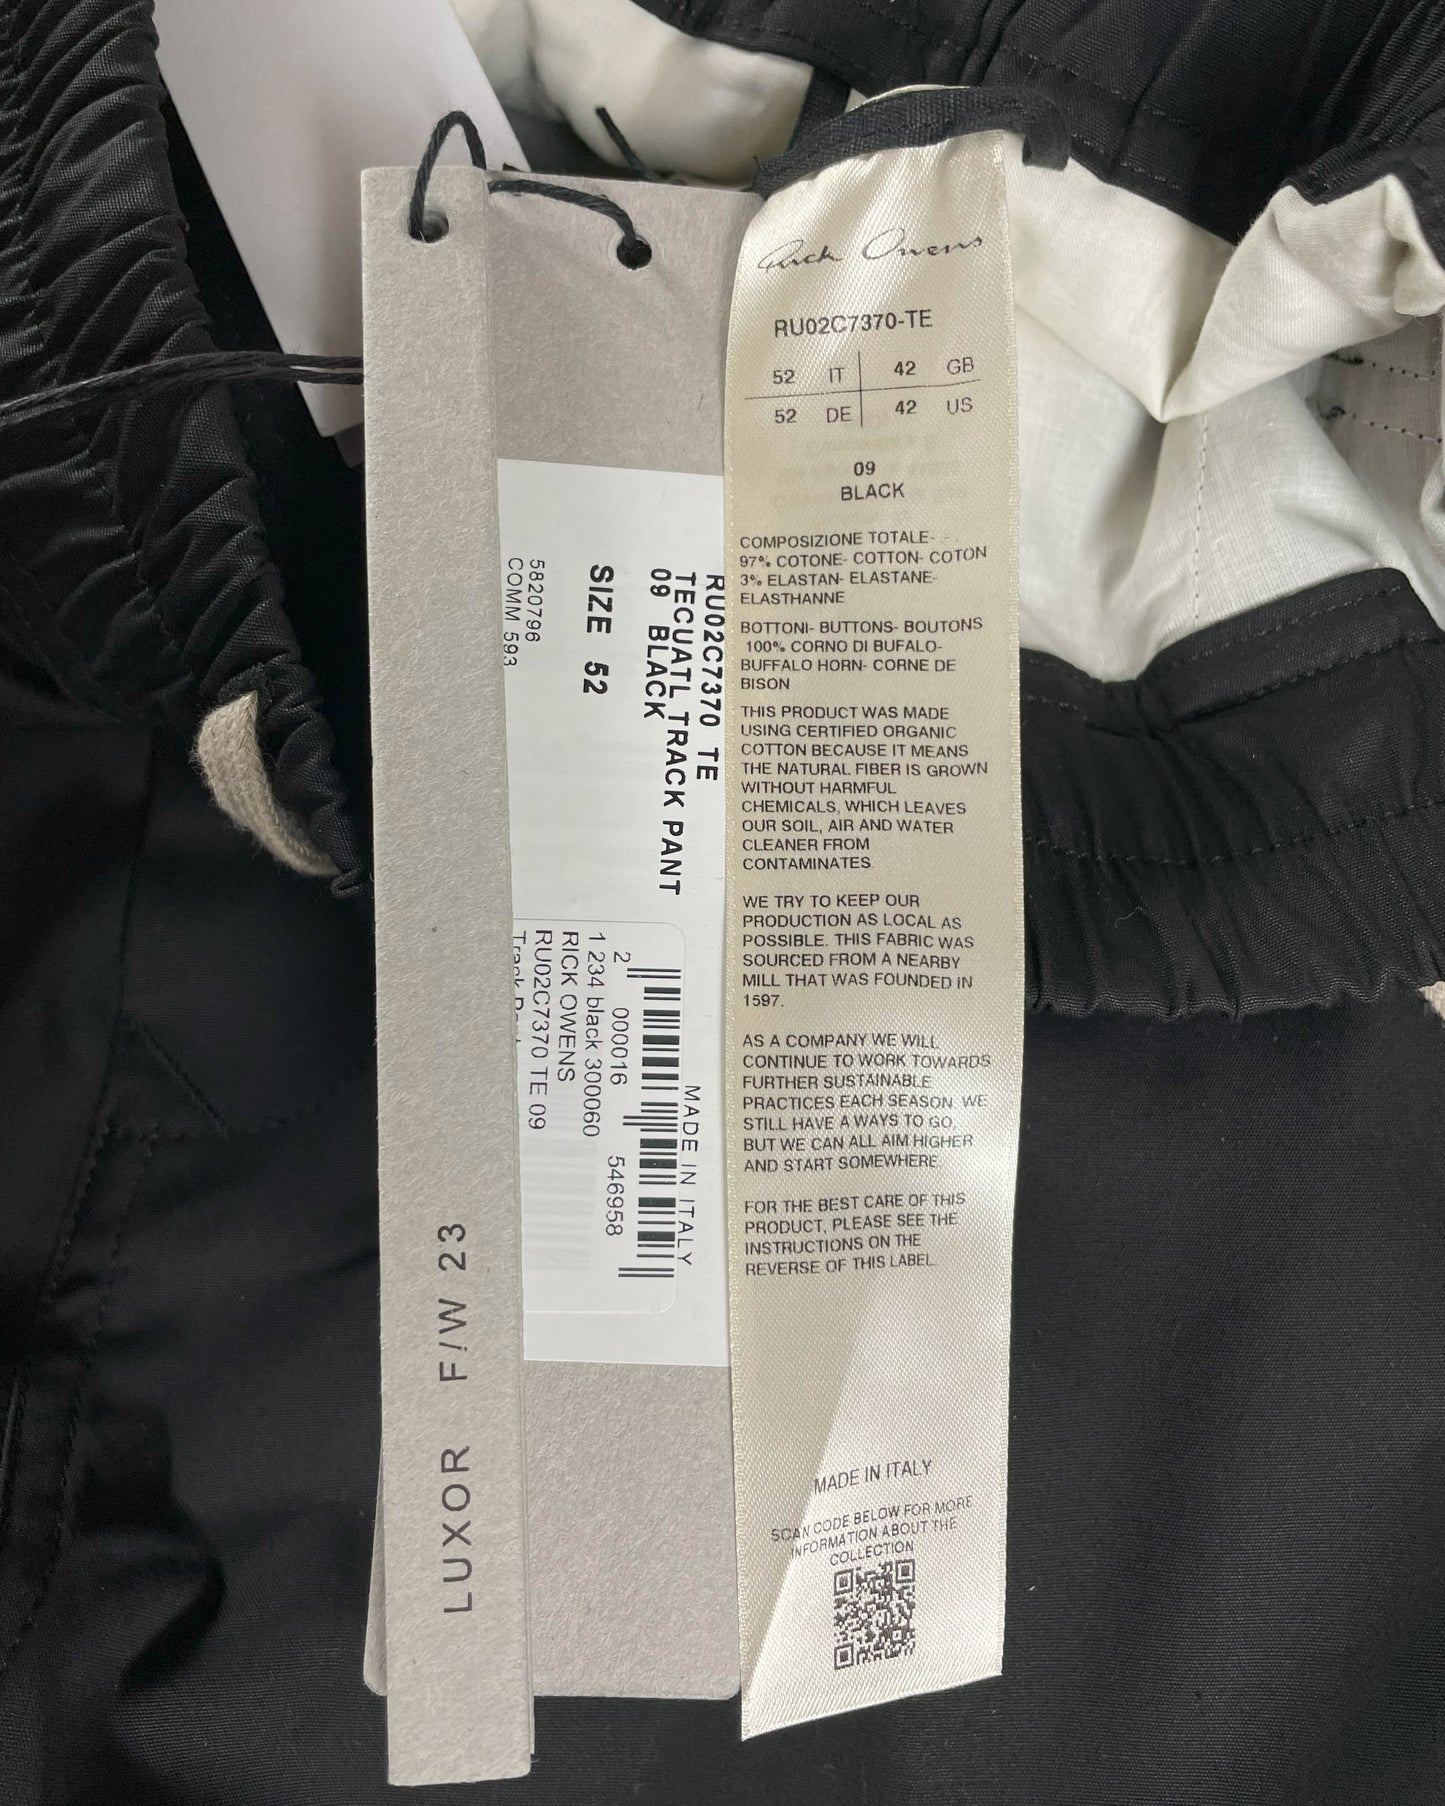 LUXOR F/W 23
RU02C7370 TE
TECUATL TRACK PANT
09 BLACK
SIZE 52
5820796
COMM 593
MADE IN ITALY
2 000016 546958
1 234 black 300060
RICK OWENS
RU02C7370 TE 09
Rick Owens
RU02C7370-TE
52 IT 42 GB
52 DE 42 US
09
BLACK
COMPOSIZIONE TOTALE-
97% COTONE- COTTON- COTON
3% ELASTAN- ELASTANE-
ELASTHANNE
BOTTONI- BUTTONS- BOUTONS
100% CORNO DI BUFALO-
BUFFALO HORN- CORNE DE
BISON
THIS PRODUCT WAS MADE
USING CERTIFIED ORGANIC
COTTON BECAUSE IT MEANS
THE NATURAL FIBER IS GROWN
WITHOUT HARMFUL
CHEMICALS, WHICH LEAVES
OUR SOIL, AIR AND WATER
CLEANER FROM
CONTAMINATES.
WE TRY TO KEEP OUR
PRODUCTION AS LOCAL AS
POSSIBLE. THIS FABRIC WAS
SOURCED FROM A NEARBY
MILL THAT WAS FOUNDED IN
1597.
AS A COMPANY WE WILL
CONTINUE TO WORK TOWARDS
FURTHER SUSTAINABLE
PRACTICES EACH SEASON. WE
STILL HAVE A WAYS TO GO,
BUT WE CAN ALL AIM HIGHER
AND START SOMEWHERE.
FOR THE BEST CARE OF THIS
PRODUCT, PLEASE SEE THE
INSTRUCTIONS ON THE
REVERSE OF THIS LABEL.
MADE IN ITALY
SCAN CODE BELOW FOR MORE
INFORMATION ABOUT THE
COLLECTION